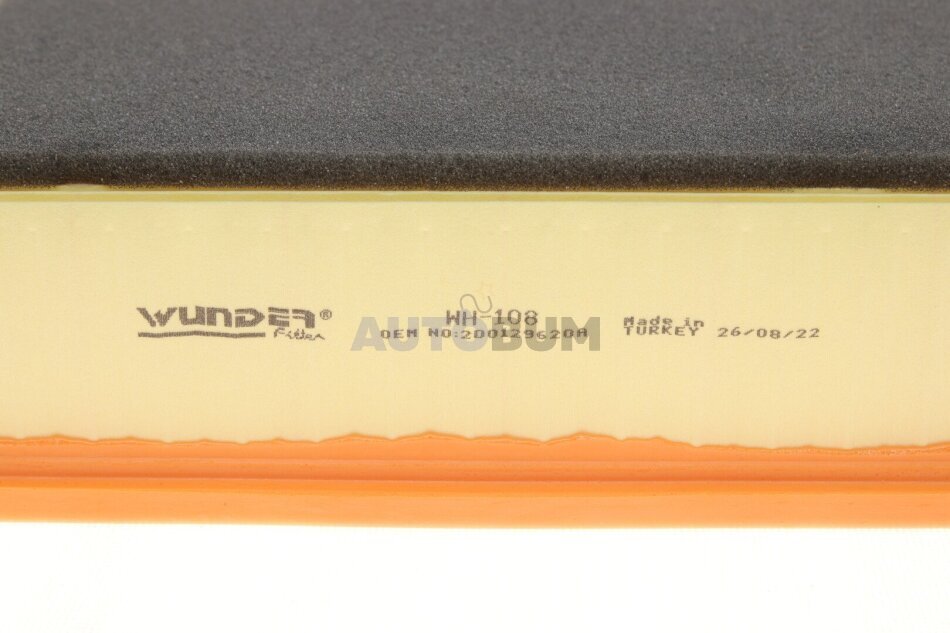 WUNDER®
Filter
WH-108
OEM NO:2D0129620A
Made in
TURKEY 26/08/22
AUTOBUM